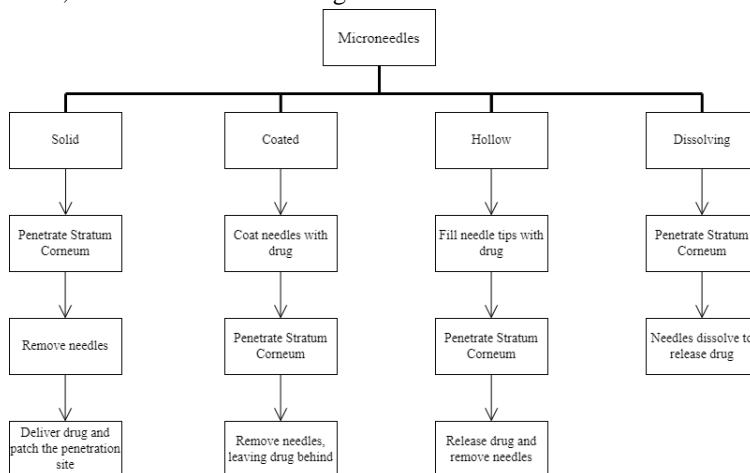 Microneedles
Solid
Coated
Hollow
Dissolving
Penetrate Stratum
Corneum
Coat needles with
drug
Fill needle tips with
drug
Penetrate Stratum
Corneum
Remove needles
Penetrate Stratum
Corneum
Penetrate Stratum
Corneum
Needles dissolve to
release drug
Deliver drug and
patch the penetration
site
Remove needles,
leaving drug behind
Release drug and
remove needles